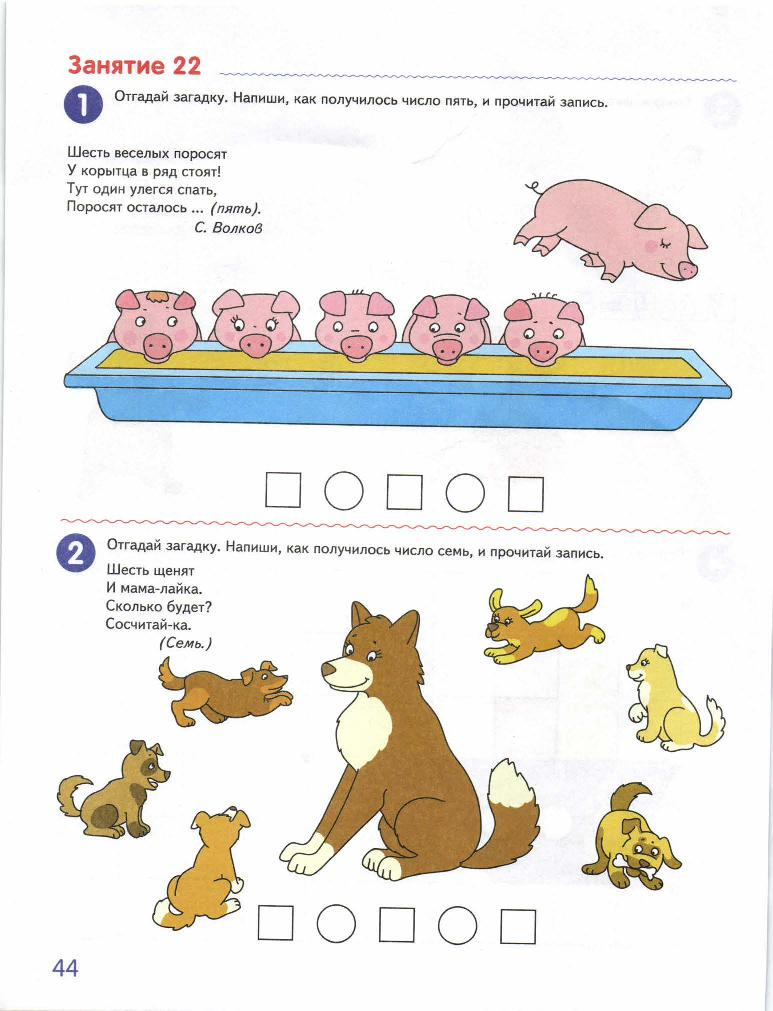 Занятие 22
1 Отгадай загадку. Напиши, как получилось число пять, и прочитай запись.
Шесть веселых поросят
У корытца в ряд стоят!
Тут один улегся спать,
Поросят осталось ... (пять).
С. Волков
2 Отгадай загадку. Напиши, как получилось число семь, и прочитай запись.
Шесть щенят
И мама-лайка.
Сколько будет?
Сосчитай-ка.
(Семь.)
44